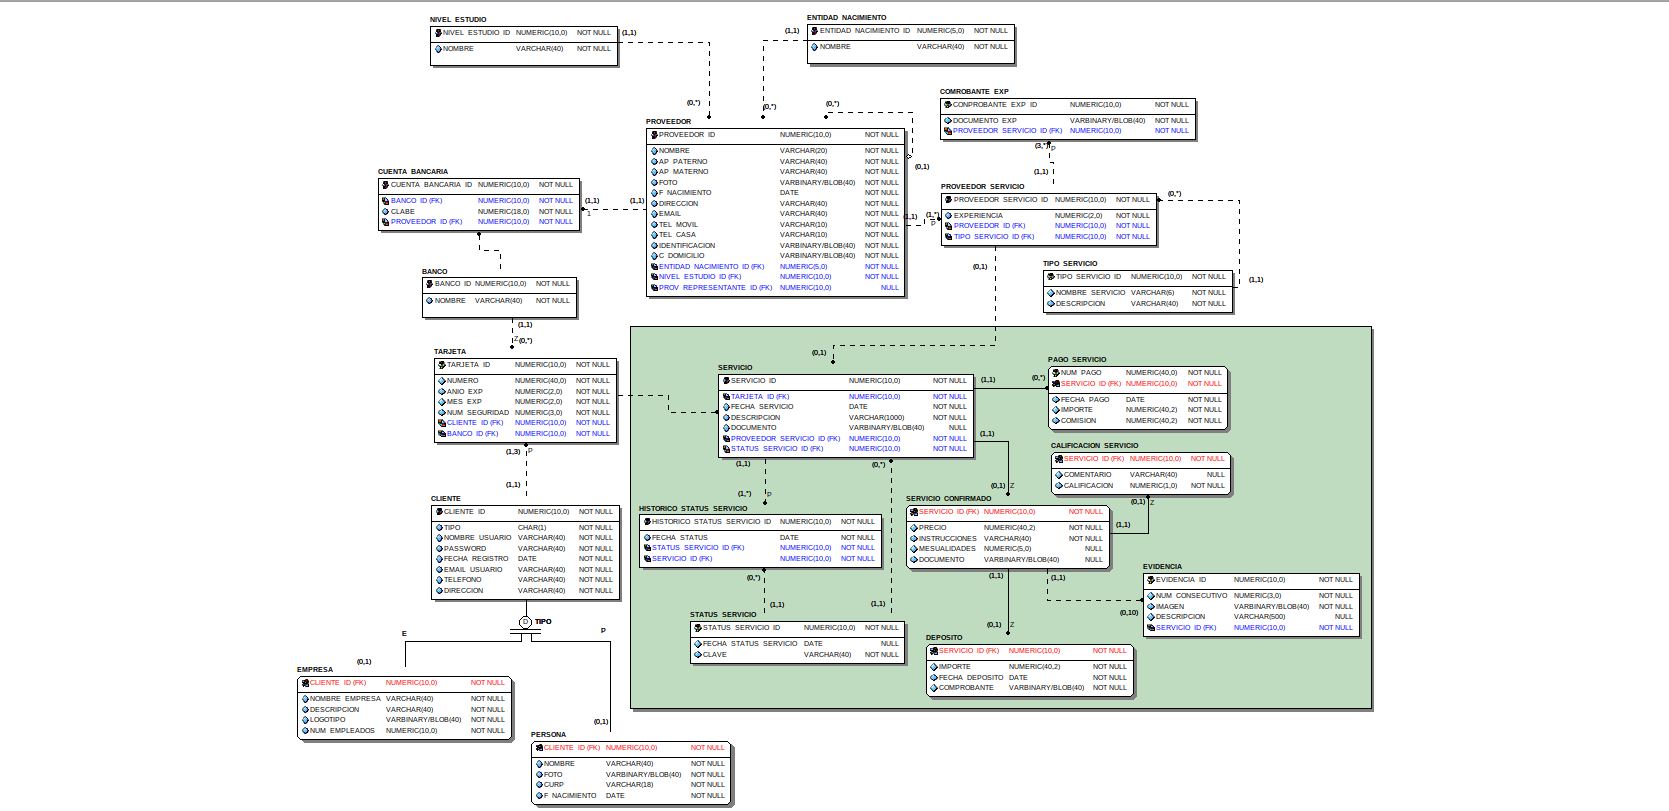 NIVEL ESTUDIO
NIVEL ESTUDIO ID NUMERIC(10,0) NOT NULL
NOMBRE VARCHAR(40) NOT NULL
(1,1)
(0,*)
ENTIDAD NACIMIENTO
ENTIDAD NACIMIENTO ID NUMERIC(5,0) NOT NULL
NOMBRE VARCHAR(40) NOT NULL
(1,1)
(0,*)
(0,*)
(0,1)
COMROBANTE EXP
CONPROBANTE EXP ID NUMERIC(10,0) NOT NULL
DOCUMENTO EXP VARBINARY/BLOB(40) NOT NULL
PROVEEDOR SERVICIO ID (FK) NUMERIC(10,0) NOT NULL
(3,*) P
(1,1)
PROVEEDOR
PROVEEDOR ID NUMERIC(10,0) NOT NULL
NOMBRE VARCHAR(20) NOT NULL
AP PATERNO VARCHAR(40) NOT NULL
AP MATERNO VARCHAR(40) NOT NULL
FOTO VARBINARY/BLOB(40) NOT NULL
F NACIMIENTO DATE NOT NULL
DIRECCION VARCHAR(40) NOT NULL
EMAIL VARCHAR(40) NOT NULL
TEL MOVIL VARCHAR(10) NOT NULL
TEL CASA VARCHAR(10) NOT NULL
IDENTIFICACION VARBINARY/BLOB(40) NOT NULL
C DOMICILIO VARBINARY/BLOB(40) NOT NULL
ENTIDAD NACIMIENTO ID (FK) NUMERIC(5,0) NOT NULL
NIVEL ESTUDIO ID (FK) NUMERIC(10,0) NOT NULL
PROV REPRESENTANTE ID (FK) NUMERIC(10,0) NULL
CUENTA BANCARIA
CUENTA BANCARIA ID NUMERIC(10,0) NOT NULL
BANCO ID (FK) NUMERIC(10,0) NOT NULL
CLABE NUMERIC(18,0) NOT NULL
PROVEEDOR ID (FK) NUMERIC(10,0) NOT NULL
(1,1)
1
(1,1)
PROVEEDOR SERVICIO
PROVEEDOR SERVICIO ID NUMERIC(10,0) NOT NULL
EXPERIENCIA NUMERIC(2,0) NOT NULL
PROVEEDOR ID (FK) NUMERIC(10,0) NOT NULL
TIPO SERVICIO ID (FK) NUMERIC(10,0) NOT NULL
(1,1)
(1,*)
P
(0,*)
(0,1)
(1,1)
TIPO SERVICIO
TIPO SERVICIO ID NUMERIC(10,0) NOT NULL
NOMBRE SERVICIO VARCHAR(6) NOT NULL
DESCRIPCION VARCHAR(40) NOT NULL
BANCO
BANCO ID NUMERIC(10,0) NOT NULL
NOMBRE VARCHAR(40) NOT NULL
(1,1)
Z (0,*)
TARJETA
TARJETA ID NUMERIC(10,0) NOT NULL
NUMERO NUMERIC(40,0) NOT NULL
ANIO EXP NUMERIC(2,0) NOT NULL
MES EXP NUMERIC(2,0) NOT NULL
NUM SEGURIDAD NUMERIC(3,0) NOT NULL
CLIENTE ID (FK) NUMERIC(10,0) NOT NULL
BANCO ID (FK) NUMERIC(10,0) NOT NULL
(1,3) P
(1,1)
(0,1)
SERVICIO
SERVICIO ID NUMERIC(10,0) NOT NULL
TARJETA ID (FK) NUMERIC(10,0) NOT NULL
FECHA SERVICIO DATE NOT NULL
DESCRIPCION VARCHAR(1000) NOT NULL
DOCUMENTO VARBINARY/BLOB(40) NULL
PROVEEDOR SERVICIO ID (FK) NUMERIC(10,0) NOT NULL
STATUS SERVICIO ID (FK) NUMERIC(10,0) NOT NULL
(1,1)
(0,*)
(1,1)
(1,1)
(0,*)
PAGO SERVICIO
NUM PAGO NUMERIC(40,0) NOT NULL
SERVICIO ID (FK) NUMERIC(10,0) NOT NULL
FECHA PAGO DATE NOT NULL
IMPORTE NUMERIC(40,2) NOT NULL
COMISION NUMERIC(40,2) NOT NULL
CALIFICACION SERVICIO
SERVICIO ID (FK) NUMERIC(10,0) NOT NULL
COMENTARIO VARCHAR(40) NULL
CALIFICACION NUMERIC(1,0) NOT NULL
(0,1) Z
(0,1) Z
(1,1)
CLIENTE
CLIENTE ID NUMERIC(10,0) NOT NULL
TIPO CHAR(1) NOT NULL
NOMBRE USUARIO VARCHAR(40) NOT NULL
PASSWORD VARCHAR(40) NOT NULL
FECHA REGISTRO DATE NOT NULL
EMAIL USUARIO VARCHAR(40) NOT NULL
TELEFONO VARCHAR(40) NOT NULL
DIRECCION VARCHAR(40) NOT NULL
(1,*) P
HISTORICO STATUS SERVICIO
HISTORICO STATUS SERVICIO ID NUMERIC(10,0) NOT NULL
FECHA STATUS DATE NOT NULL
STATUS SERVICIO ID (FK) NUMERIC(10,0) NOT NULL
SERVICIO ID (FK) NUMERIC(10,0) NOT NULL
(0,*)
(1,1)
(1,1)
SERVICIO CONFIRMADO
SERVICIO ID (FK) NUMERIC(10,0) NOT NULL
PRECIO NUMERIC(40,2) NOT NULL
INSTRUCCIONES VARCHAR(40) NOT NULL
MESUALIDADES NUMERIC(5,0) NULL
DOCUMENTO VARBINARY/BLOB(40) NULL
(1,1)
(1,1)
(0,10)
(0,1) Z
EVIDENCIA
EVIDENCIA ID NUMERIC(10,0) NOT NULL
NUM CONSECUTIVO NUMERIC(3,0) NOT NULL
IMAGEN VARBINARY/BLOB(40) NOT NULL
DESCRIPCION VARCHAR(500) NULL
SERVICIO ID (FK) NUMERIC(10,0) NOT NULL
STATUS SERVICIO
STATUS SERVICIO ID NUMERIC(10,0) NOT NULL
FECHA STATUS SERVICIO DATE NULL
CLAVE VARCHAR(40) NOT NULL
DEPOSITO
SERVICIO ID (FK) NUMERIC(10,0) NOT NULL
IMPORTE NUMERIC(40,2) NOT NULL
FECHA DEPOSITO DATE NOT NULL
COMPROBANTE VARBINARY/BLOB(40) NOT NULL
D TIPO
E
P
(0,1)
EMPRESA
CLIENTE ID (FK) NUMERIC(10,0) NOT NULL
NOMBRE EMPRESA VARCHAR(40) NOT NULL
DESCRIPCION VARCHAR(40) NOT NULL
LOGOTIPO VARBINARY/BLOB(40) NOT NULL
NUM EMPLEADOS NUMERIC(10,0) NOT NULL
(0,1)
PERSONA
CLIENTE ID (FK) NUMERIC(10,0) NOT NULL
NOMBRE VARCHAR(40) NOT NULL
FOTO VARBINARY/BLOB(40) NOT NULL
CURP VARCHAR(18) NOT NULL
F NACIMIENTO DATE NOT NULL